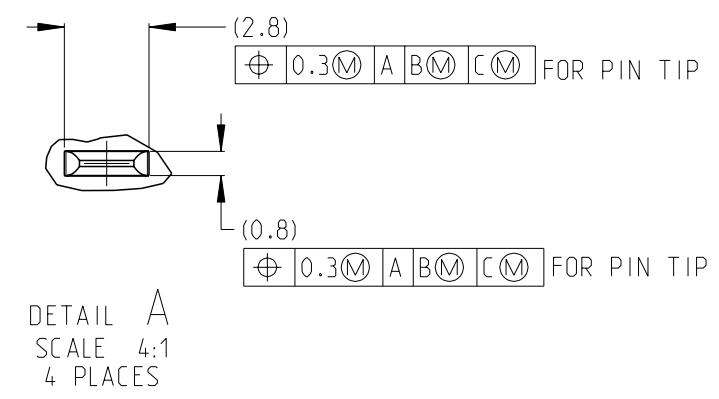 (2.8)
⌖ 0.3Ⓜ A BⓂ CⓂ FOR PIN TIP
(0.8)
⌖ 0.3Ⓜ A BⓂ CⓂ FOR PIN TIP
DETAIL A
SCALE 4:1
4 PLACES